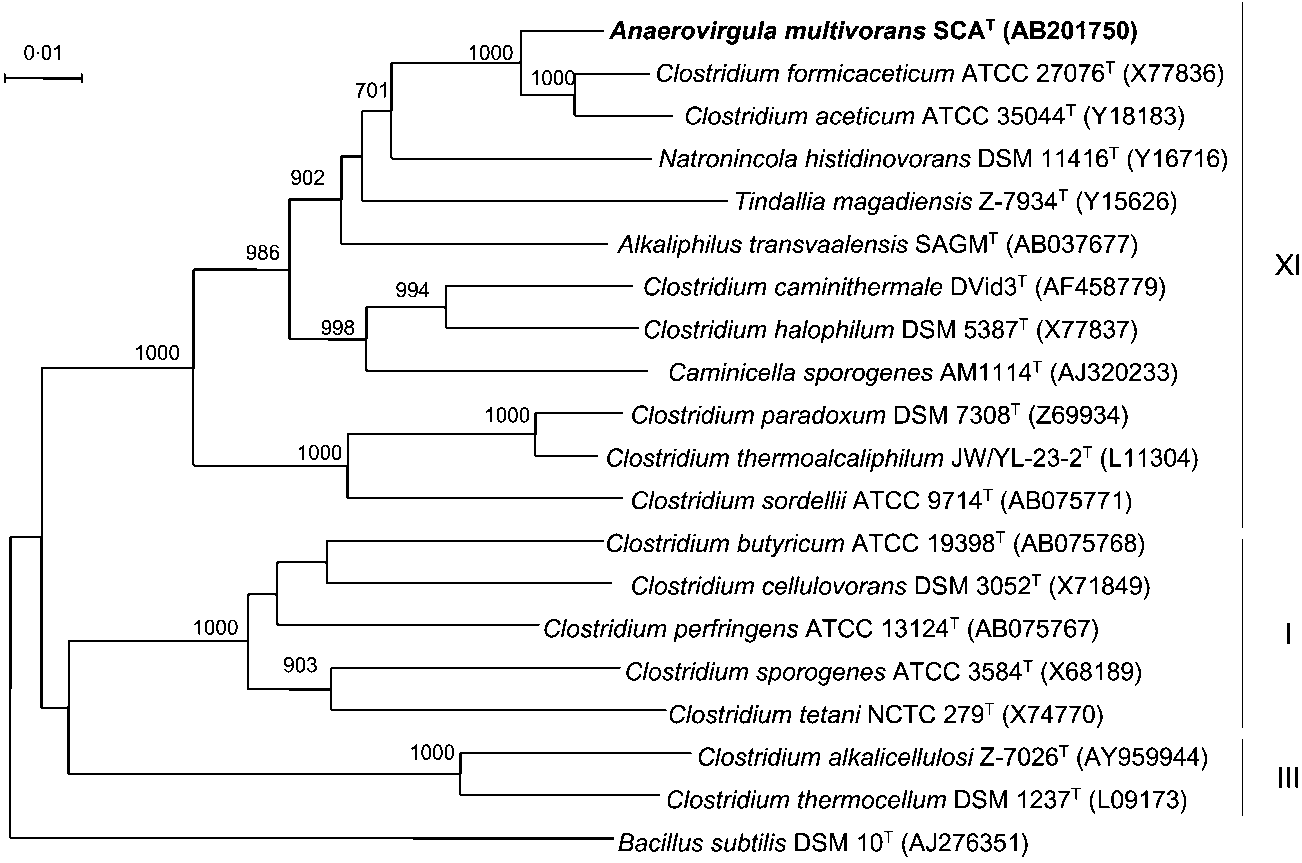 0·01
Anaerovirgula multivorans SCAᵀ (AB201750)
1000
Clostridium formicaceticum ATCC 27076ᵀ (X77836)
1000
701
Clostridium aceticum ATCC 35044ᵀ (Y18183)
Natronincola histidinovorans DSM 11416ᵀ (Y16716)
902
Tindallia magadiensis Z-7934ᵀ (Y15626)
986
Alkaliphilus transvaalensis SAGMᵀ (AB037677)
XI
994
Clostridium caminithermale DVid3ᵀ (AF458779)
998
Clostridium halophilum DSM 5387ᵀ (X77837)
1000
Caminicella sporogenes AM1114ᵀ (AJ320233)
1000
Clostridium paradoxum DSM 7308ᵀ (Z69934)
1000
Clostridium thermoalcaliphilum JW/YL-23-2ᵀ (L11304)
Clostridium sordellii ATCC 9714ᵀ (AB075771)
Clostridium butyricum ATCC 19398ᵀ (AB075768)
Clostridium cellulovorans DSM 3052ᵀ (X71849)
1000
Clostridium perfringens ATCC 13124ᵀ (AB075767)
I
903
Clostridium sporogenes ATCC 3584ᵀ (X68189)
Clostridium tetani NCTC 279ᵀ (X74770)
1000
Clostridium alkalicellulosi Z-7026ᵀ (AY959944)
III
Clostridium thermocellum DSM 1237ᵀ (L09173)
Bacillus subtilis DSM 10ᵀ (AJ276351)